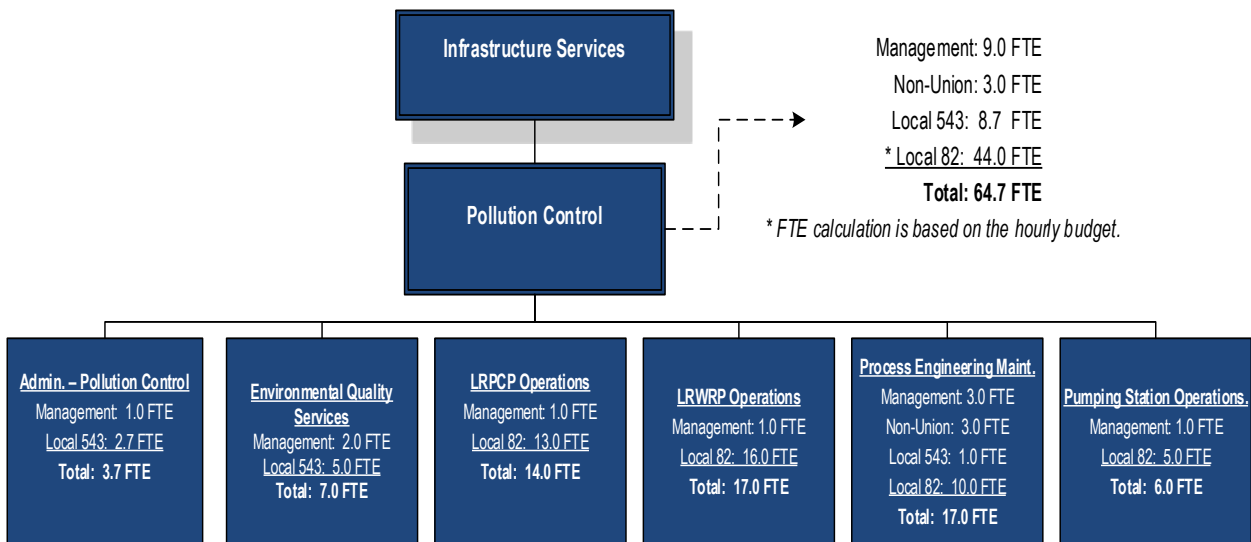 Infrastructure Services
Management: 9.0 FTE
Non-Union: 3.0 FTE
Local 543: 8.7 FTE
* Local 82: 44.0 FTE
Total: 64.7 FTE
* FTE calculation is based on the hourly budget.
Pollution Control
Admin. – Pollution Control
Management: 1.0 FTE
Local 543: 2.7 FTE
Total: 3.7 FTE
Environmental Quality
Services
Management: 2.0 FTE
Local 543: 5.0 FTE
Total: 7.0 FTE
LRPCP Operations
Management: 1.0 FTE
Local 82: 13.0 FTE
Total: 14.0 FTE
LRWRP Operations
Management: 1.0 FTE
Local 82: 16.0 FTE
Total: 17.0 FTE
Process Engineering Maint.
Management: 3.0 FTE
Non-Union: 3.0 FTE
Local 543: 1.0 FTE
Local 82: 10.0 FTE
Total: 17.0 FTE
Pumping Station Operations.
Management: 1.0 FTE
Local 82: 5.0 FTE
Total: 6.0 FTE